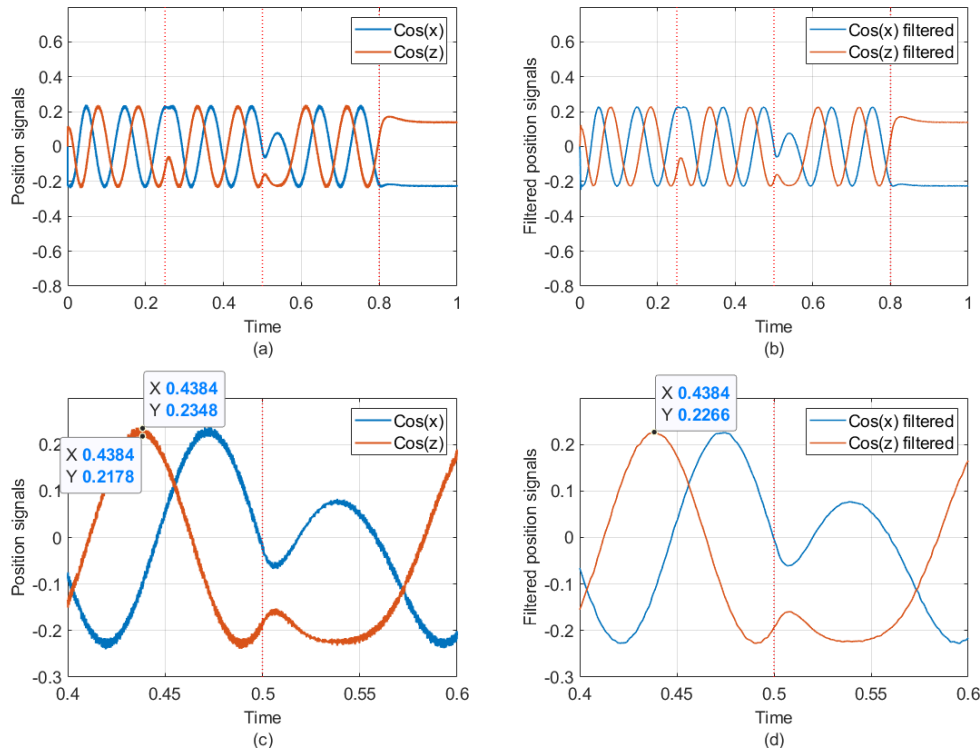 Position signals
0.8
0.6
0.4
0.2
0
-0.2
-0.4
-0.6
-0.8
Cos(x)
Cos(z)
0 0.2 0.4 0.6 0.8 1
Time
(a)
Filtered position signals
0.6
0.4
0.2
0
-0.2
-0.4
-0.6
-0.8
Cos(x) filtered
Cos(z) filtered
0 0.2 0.4 0.6 0.8 1
Time
(b)
Position signals
0.2
0.1
0
-0.1
-0.2
-0.3
X 0.4384
Y 0.2348
X 0.4384
Y 0.2178
Cos(x)
Cos(z)
0.4 0.45 0.5 0.55 0.6
Time
(c)
Filtered position signals
0.2
0.1
0
-0.1
-0.2
-0.3
X 0.4384
Y 0.2266
Cos(x) filtered
Cos(z) filtered
0.4 0.45 0.5 0.55 0.6
Time
(d)